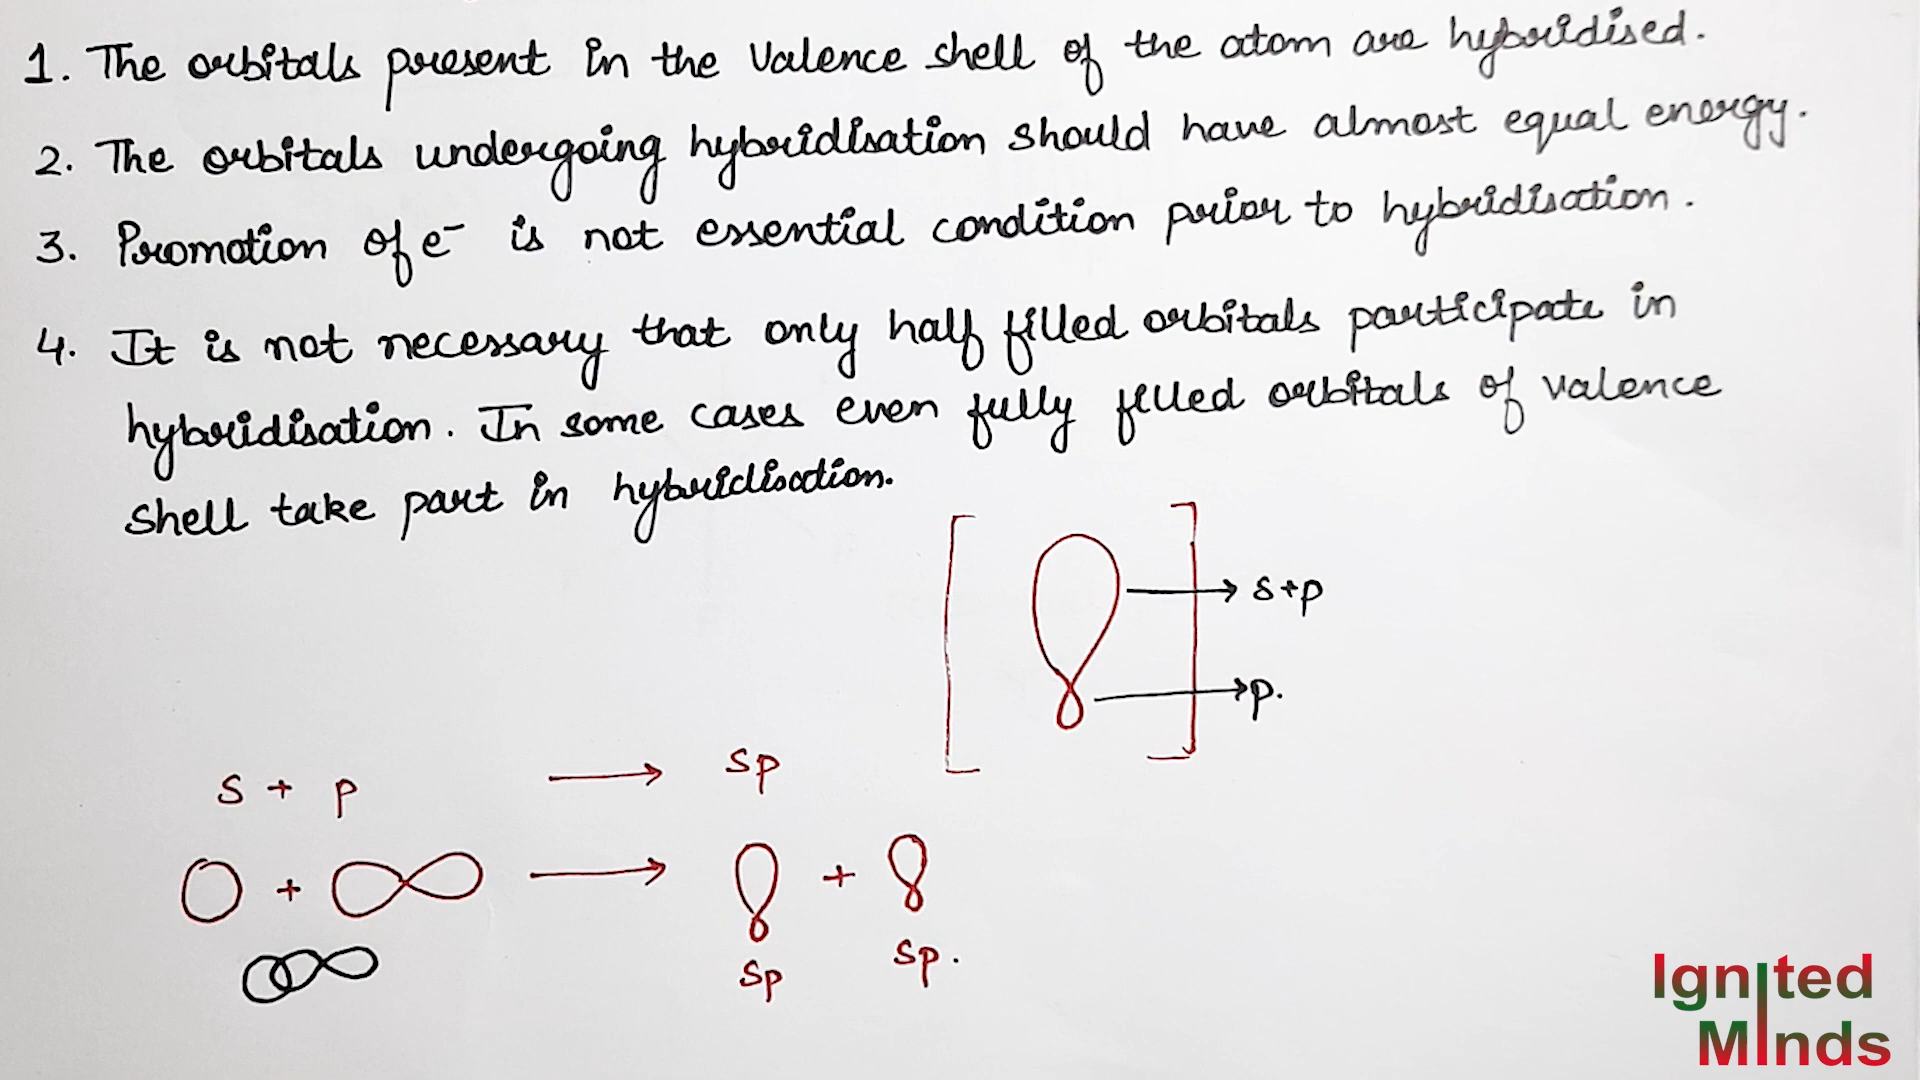 1. The orbitals present in the valence shell of the atom are hybridised.
2. The orbitals undergoing hybridisation should have almost equal energy.
3. Promotion of e⁻ is not essential condition prior to hybridisation.
4. It is not necessary that only half filled orbitals participate in
hybridisation. In some cases even fully filled orbitals of valence
shell take part in hybridisation.
→ s+p
→ p.
s + p → sp
+ → +
sp sp.
Ignited
Minds